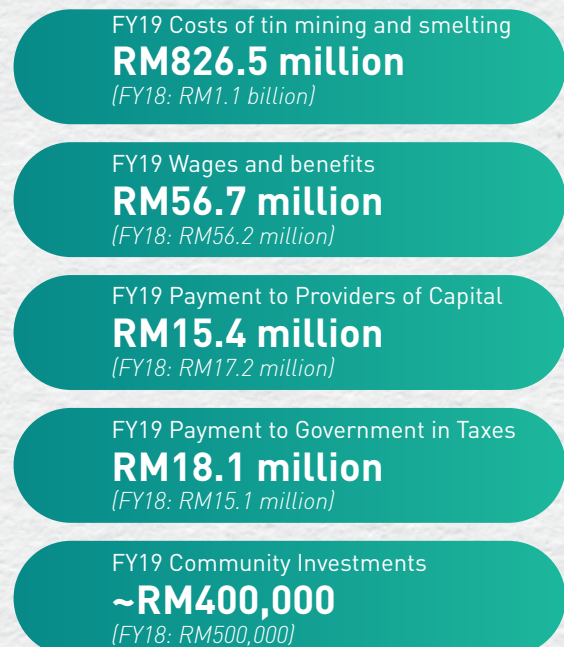 FY19 Costs of tin mining and smelting
RM826.5 million
(FY18: RM1.1 billion)
FY19 Wages and benefits
RM56.7 million
(FY18: RM56.2 million)
FY19 Payment to Providers of Capital
RM15.4 million
(FY18: RM17.2 million)
FY19 Payment to Government in Taxes
RM18.1 million
(FY18: RM15.1 million)
FY19 Community Investments
~RM400,000
(FY18: RM500,000)